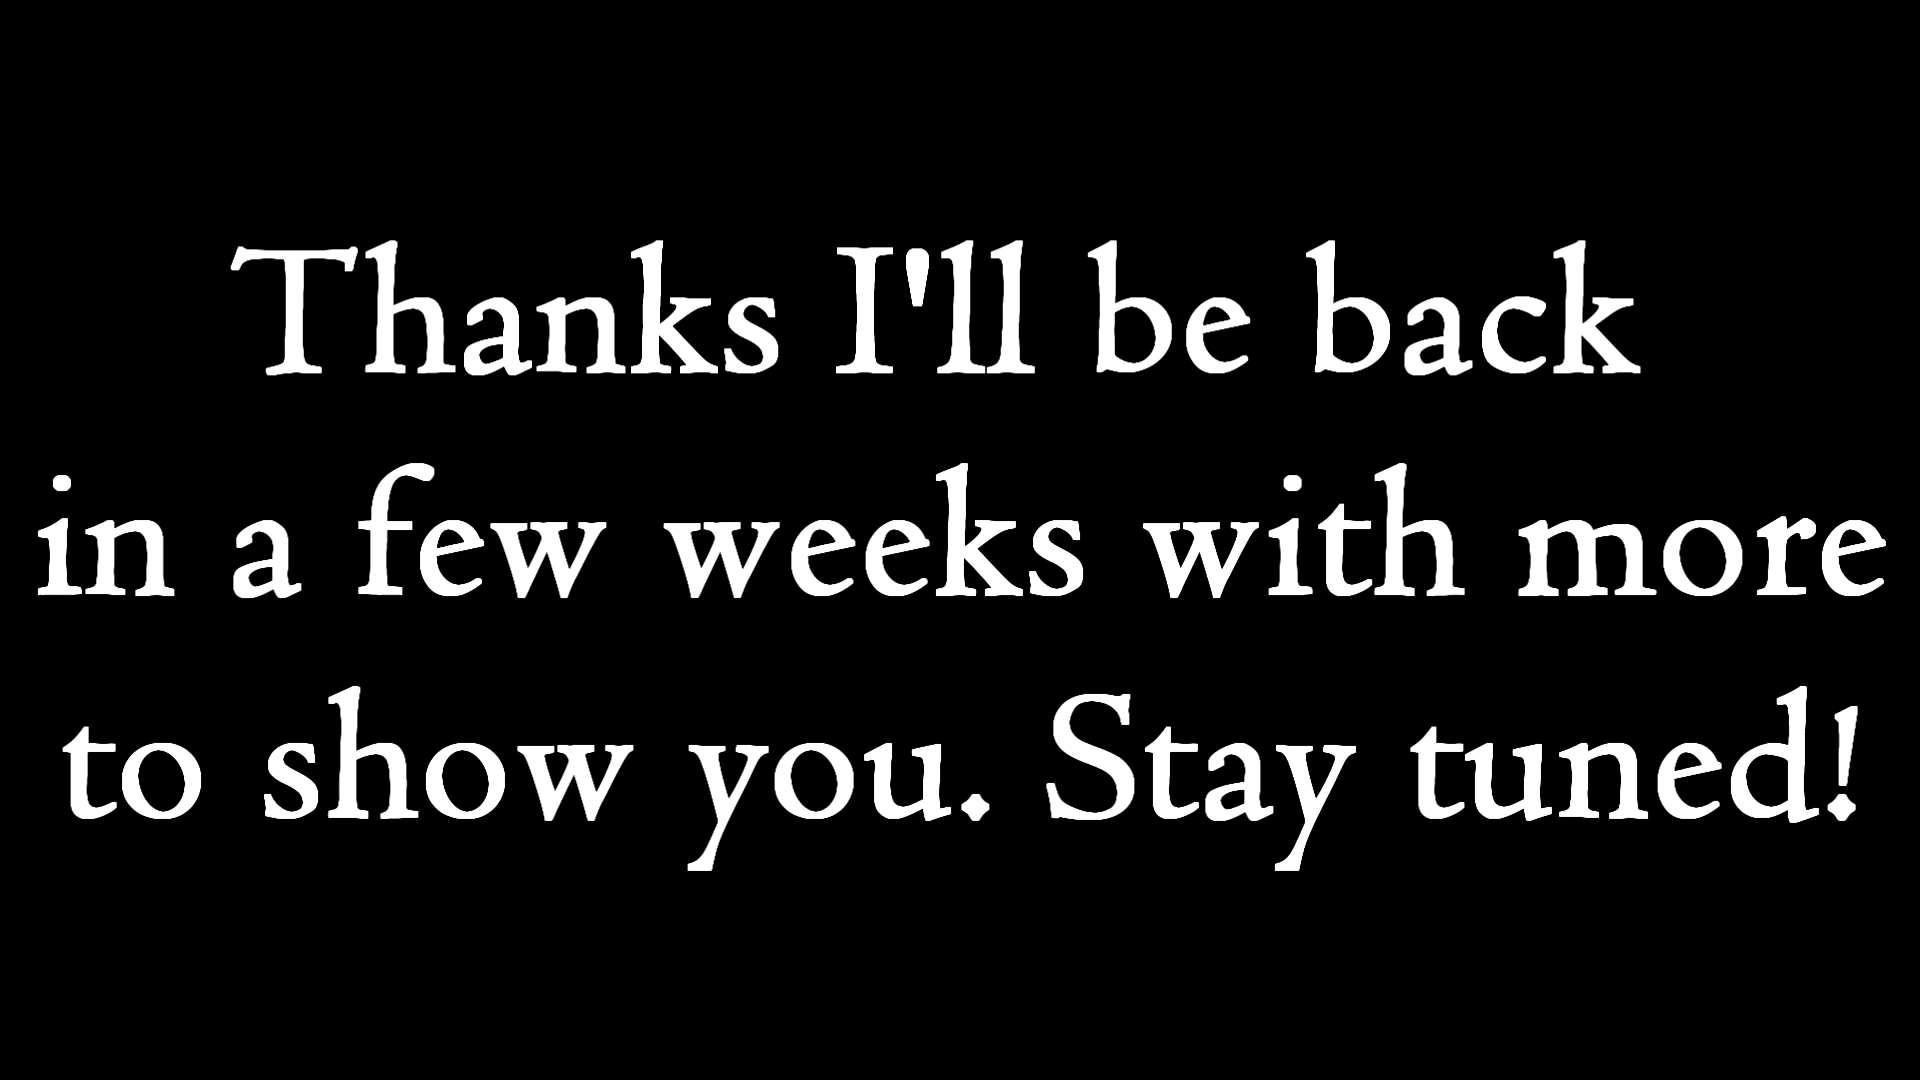 Thanks I'll be back
in a few weeks with more
to show you. Stay tuned!